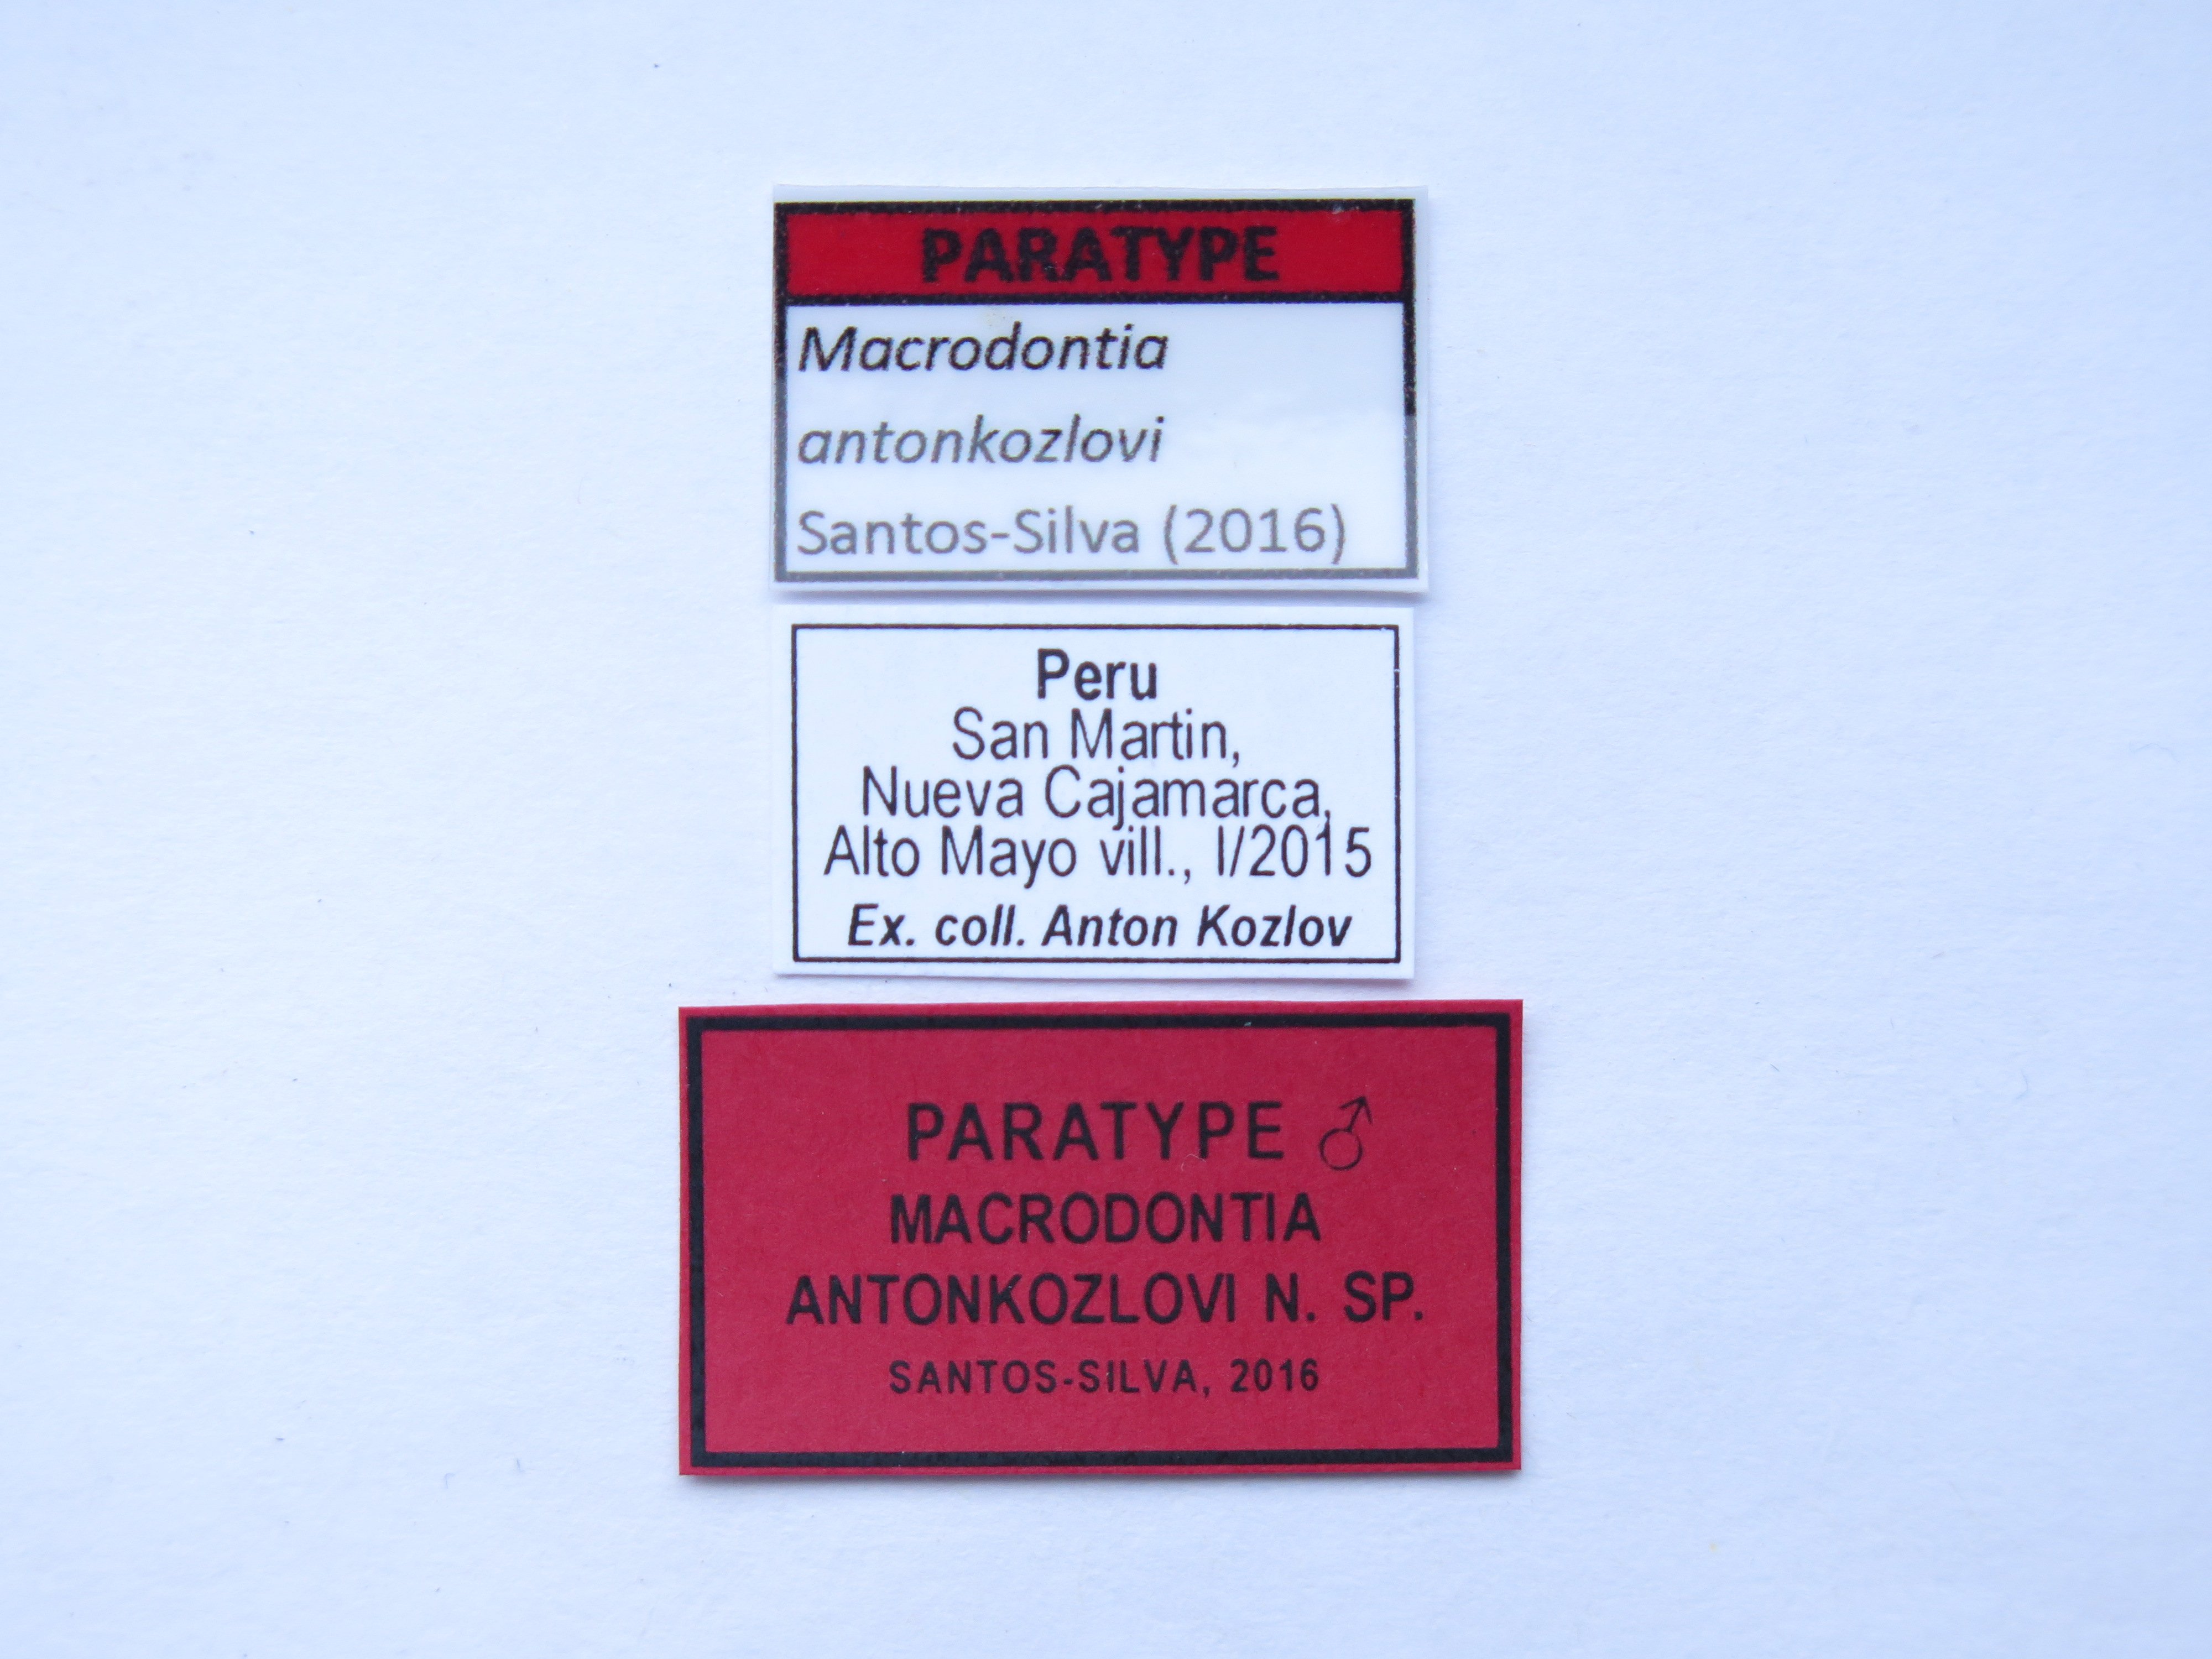 PARATYPE
Macrodontia
antonkozlovi
Santos-Silva (2016)
Peru
San Martin,
Nueva Cajamarca,
Alto Mayo vill., I/2015
Ex. coll. Anton Kozlov
PARATYPE ♂
MACRODONTIA
ANTONKOZLOVI N. SP.
SANTOS-SILVA, 2016